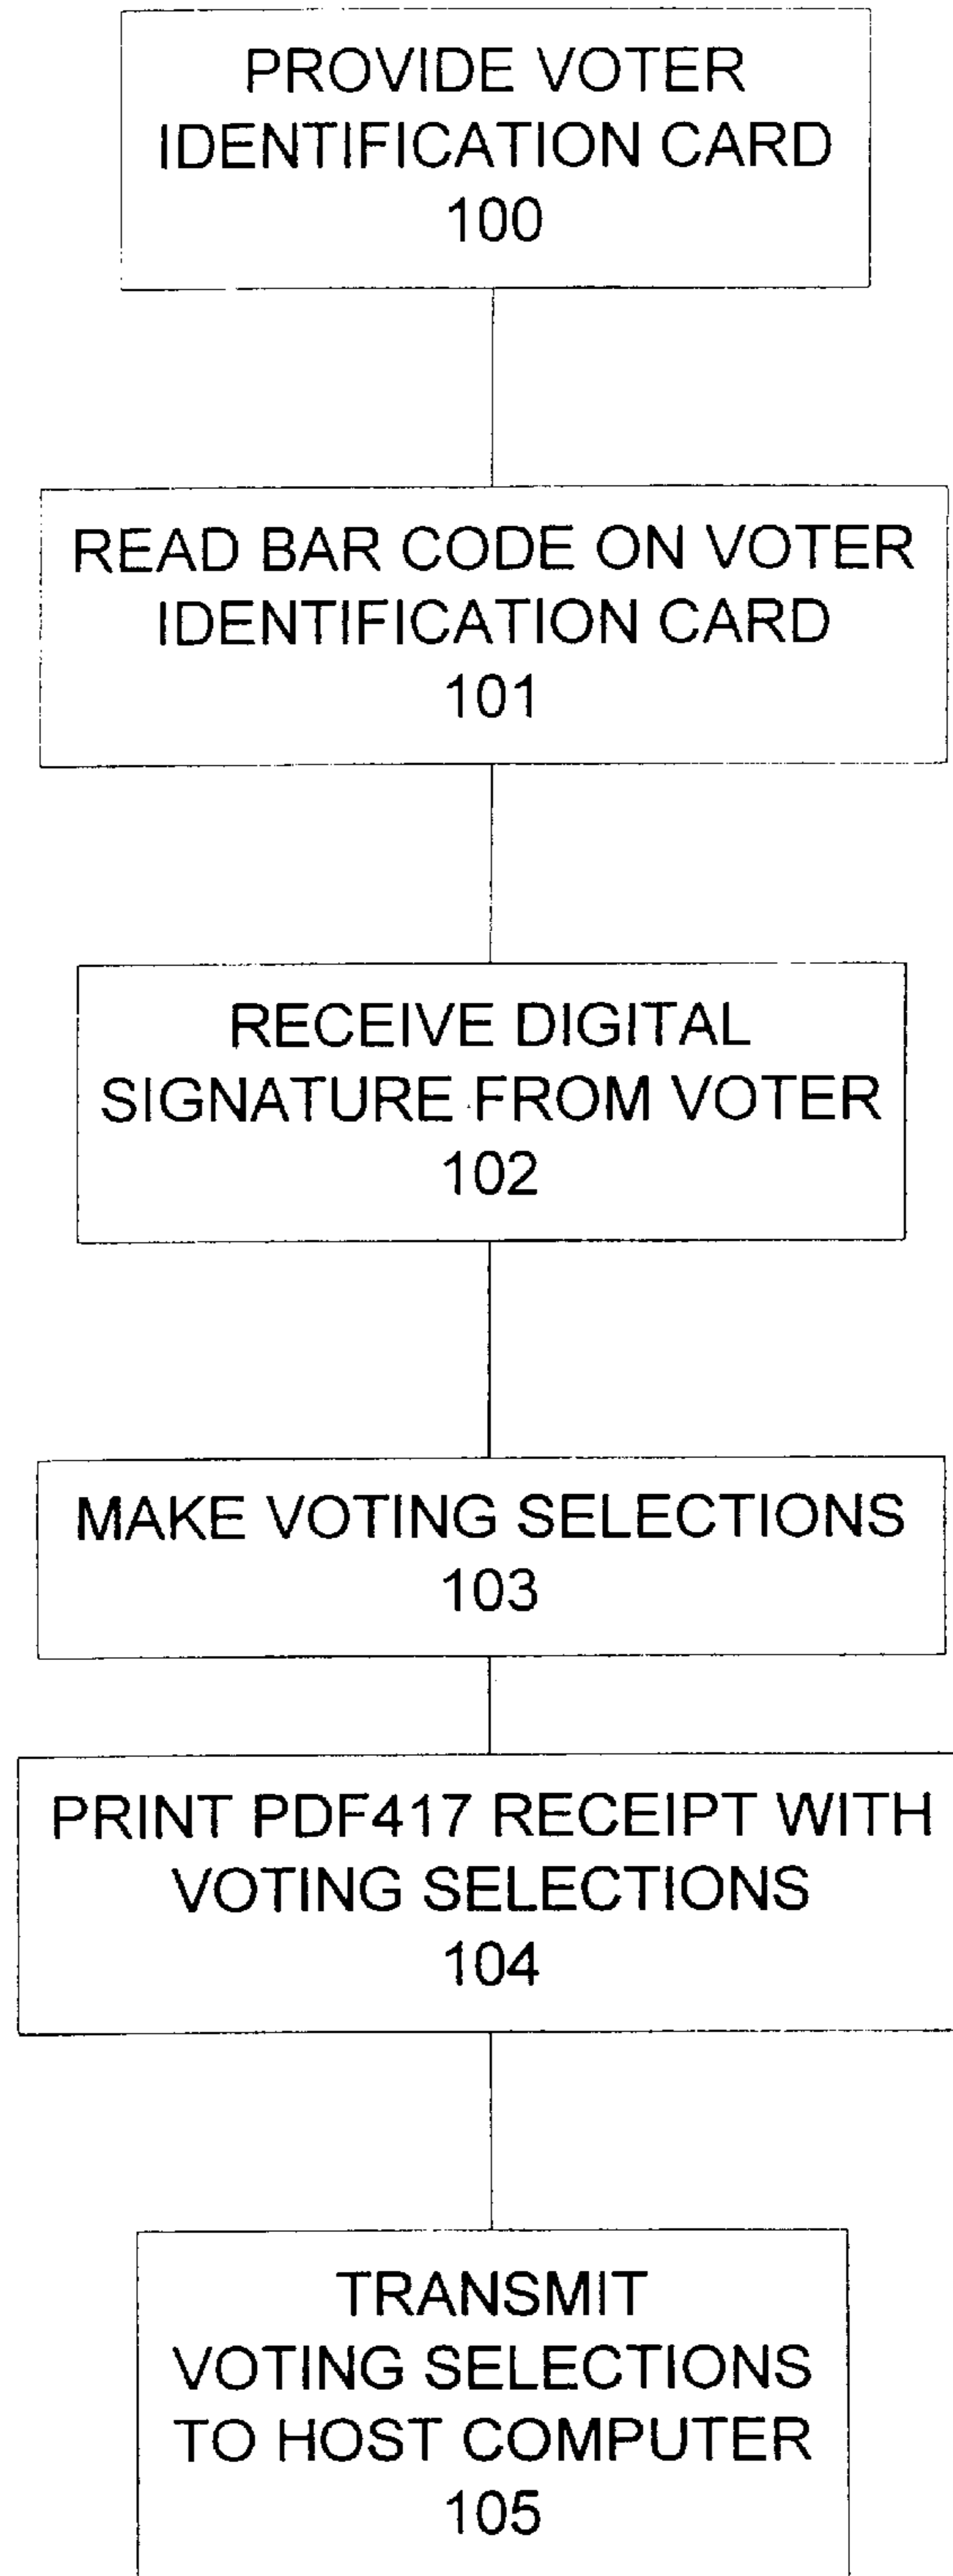 PROVIDE VOTER
IDENTIFICATION CARD
100
READ BAR CODE ON VOTER
IDENTIFICATION CARD
101
RECEIVE DIGITAL
SIGNATURE FROM VOTER
102
MAKE VOTING SELECTIONS
103
PRINT PDF417 RECEIPT WITH
VOTING SELECTIONS
104
TRANSMIT
VOTING SELECTIONS
TO HOST COMPUTER
105